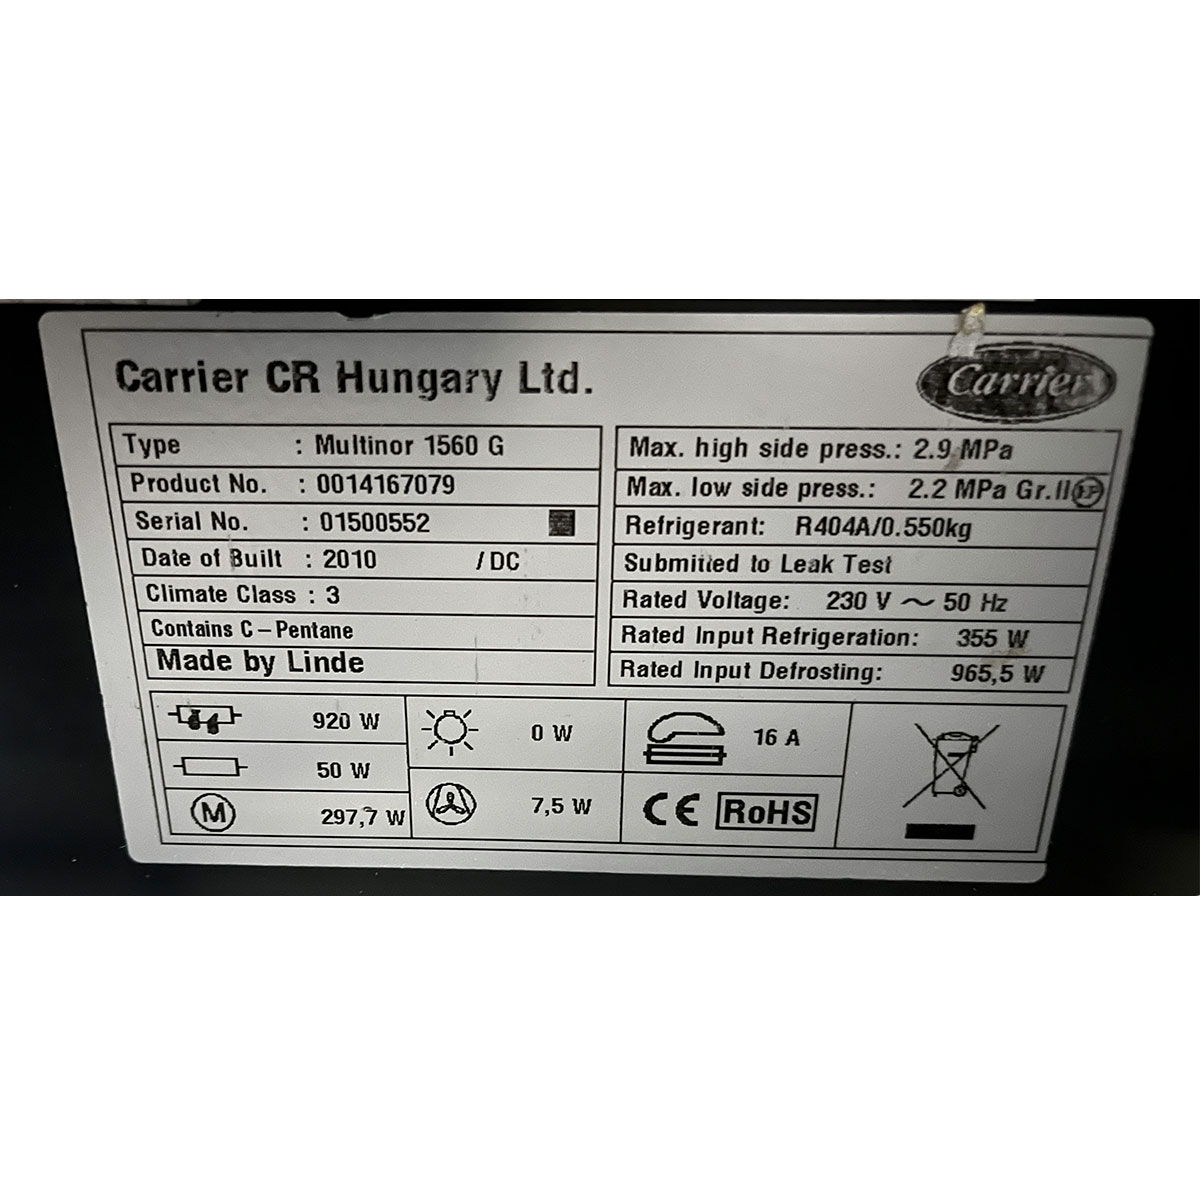 Carrier CR Hungary Ltd.
Carrier
Type : Multinor 1560 G
Product No. : 0014167079
Serial No. : 01500552
Date of Built : 2010 / DC
Climate Class : 3
Contains C – Pentane
Made by Linde
Max. high side press.: 2.9 MPa
Max. low side press.: 2.2 MPa Gr.II
Refrigerant: R404A/0.550kg
Submitted to Leak Test
Rated Voltage: 230 V ~ 50 Hz
Rated Input Refrigeration: 355 W
Rated Input Defrosting: 965,5 W
920 W
50 W
M 297,7 W
0 W
7,5 W
16 A
CE RoHS